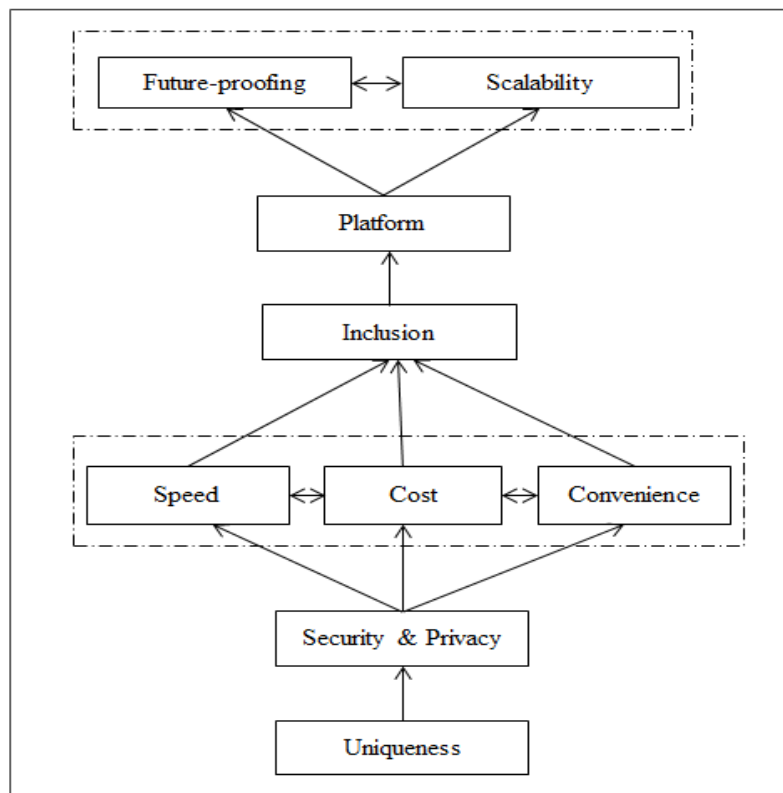 Future-proofing
Scalability
Platform
Inclusion
Speed
Cost
Convenience
Security & Privacy
Uniqueness